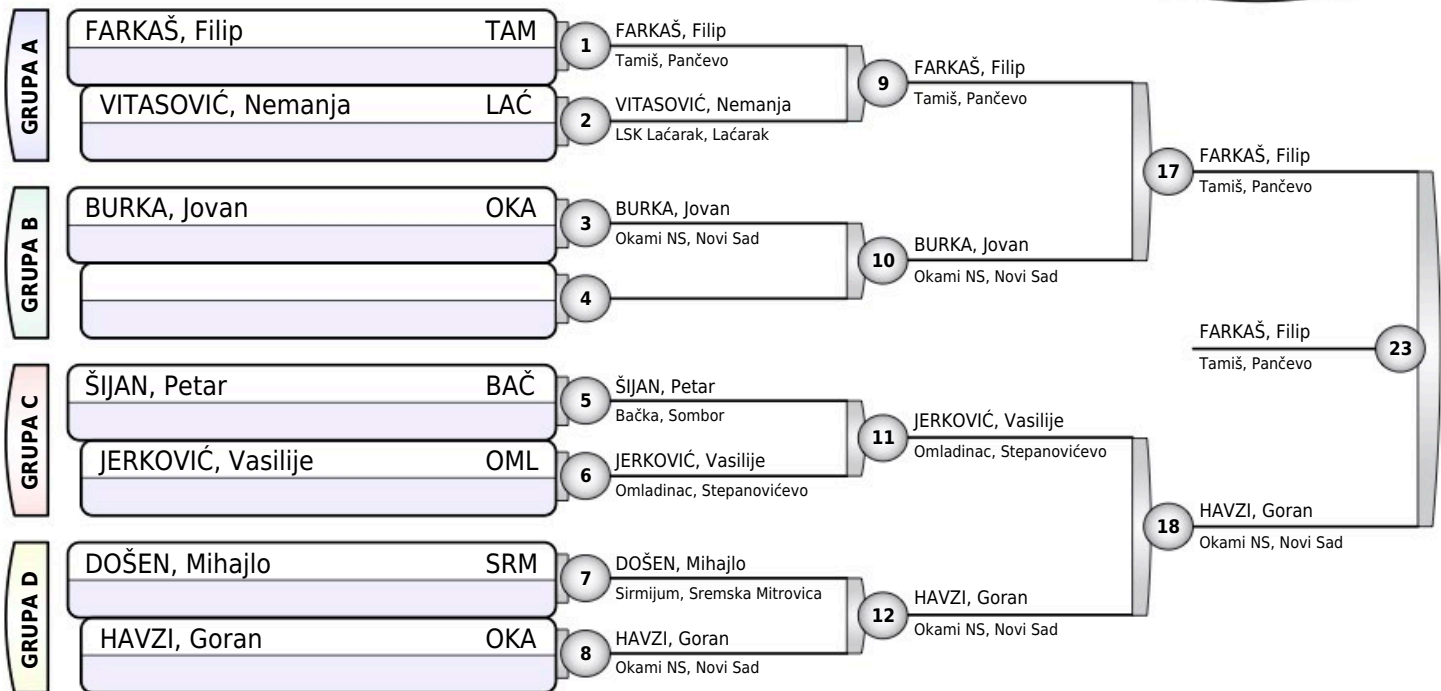 GRUPA A
FARKAŠ, Filip TAM
VITASOVIĆ, Nemanja LAĆ
1
FARKAŠ, Filip
Tamiš, Pančevo
2
VITASOVIĆ, Nemanja
LSK Laćarak, Laćarak
9
FARKAŠ, Filip
Tamiš, Pančevo
GRUPA B
BURKA, Jovan OKA
3
BURKA, Jovan
Okami NS, Novi Sad
4
10
BURKA, Jovan
Okami NS, Novi Sad
17
FARKAŠ, Filip
Tamiš, Pančevo
GRUPA C
ŠIJAN, Petar BAČ
JERKOVIĆ, Vasilije OML
5
ŠIJAN, Petar
Bačka, Sombor
6
JERKOVIĆ, Vasilije
Omladinac, Stepanovićevo
11
JERKOVIĆ, Vasilije
Omladinac, Stepanovićevo
GRUPA D
DOŠEN, Mihajlo SRM
HAVZI, Goran OKA
7
DOŠEN, Mihajlo
Sirmijum, Sremska Mitrovica
8
HAVZI, Goran
Okami NS, Novi Sad
12
HAVZI, Goran
Okami NS, Novi Sad
18
HAVZI, Goran
Okami NS, Novi Sad
23
FARKAŠ, Filip
Tamiš, Pančevo